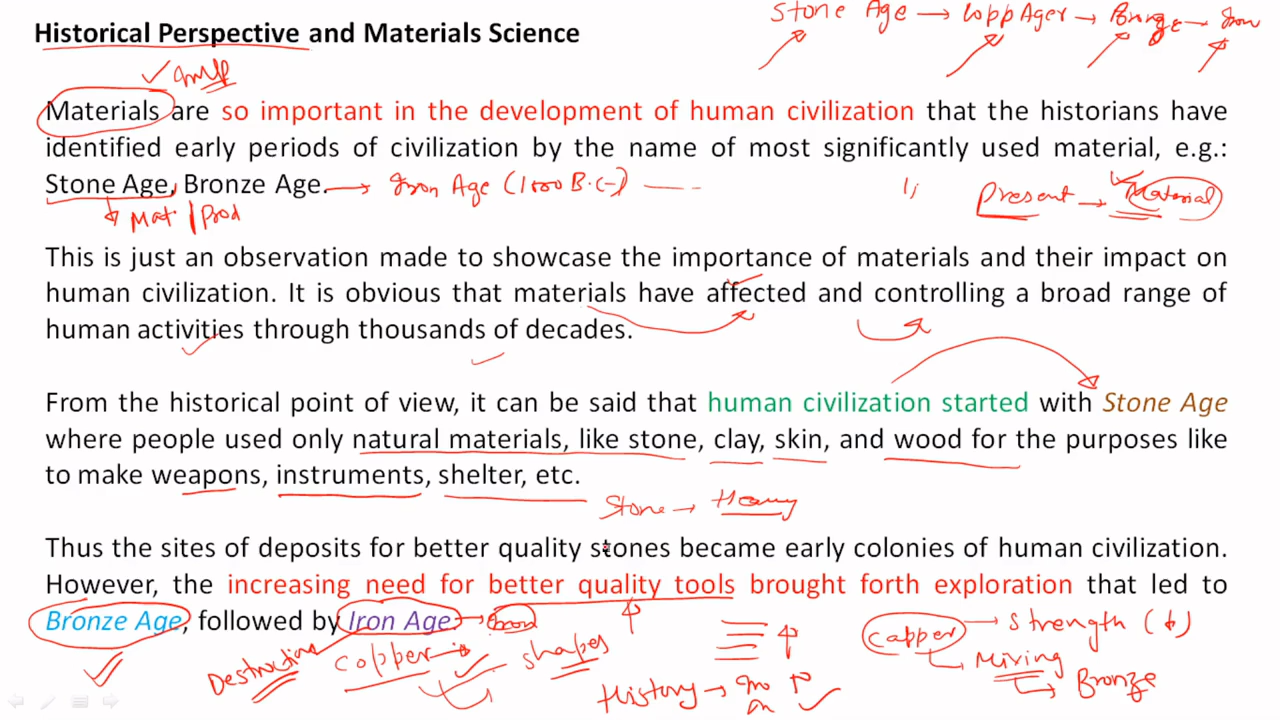 Historical Perspective and Materials Science
Stone Age → Copp Ager → Bronze → Iron
Imp
Materials are so important in the development of human civilization that the historians have
identified early periods of civilization by the name of most significantly used material, e.g.:
Stone Age, Bronze Age. → Iron Age (1000 B.C-)
Present → Material
Mat. | Prod
This is just an observation made to showcase the importance of materials and their impact on
human civilization. It is obvious that materials have affected and controlling a broad range of
human activities through thousands of decades.
From the historical point of view, it can be said that human civilization started with Stone Age
where people used only natural materials, like stone, clay, skin, and wood for the purposes like
to make weapons, instruments, shelter, etc.
Stone → Heavy
Thus the sites of deposits for better quality stones became early colonies of human civilization.
However, the increasing need for better quality tools brought forth exploration that led to
Bronze Age, followed by Iron Age.
Destructive
copper →
shapes
History →
capper → Strength (↓)
Mixing
Bronze